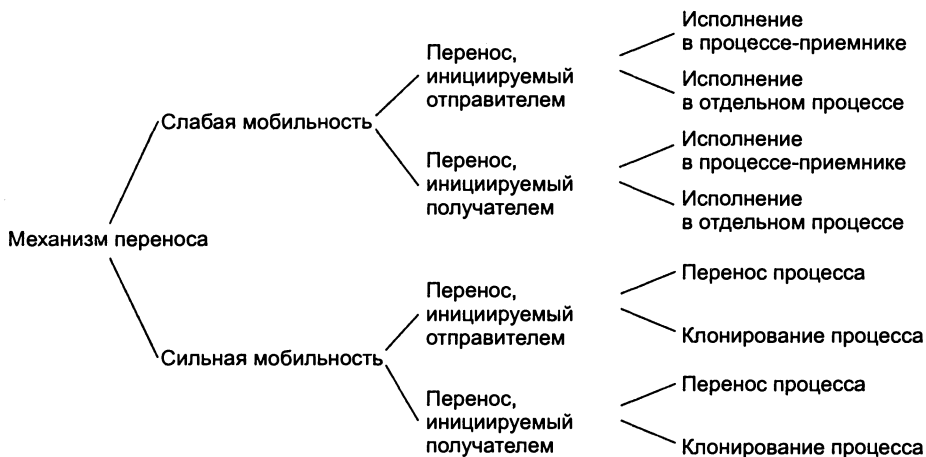 Механизм переноса
Слабая мобильность
Перенос,
инициируемый
отправителем
Исполнение
в процессе-приемнике
Исполнение
в отдельном процессе
Перенос,
инициируемый
получателем
Исполнение
в процессе-приемнике
Исполнение
в отдельном процессе
Сильная мобильность
Перенос,
инициируемый
отправителем
Перенос процесса
Клонирование процесса
Перенос,
инициируемый
получателем
Перенос процесса
Клонирование процесса